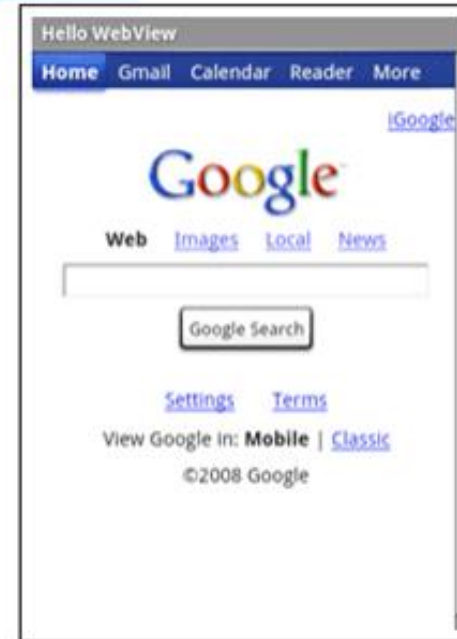 Hello WebView
Home Gmail Calendar Reader More
iGoogle
Google™
Web Images Local News
Google Search
Settings Terms
View Google in: Mobile | Classic
©2008 Google